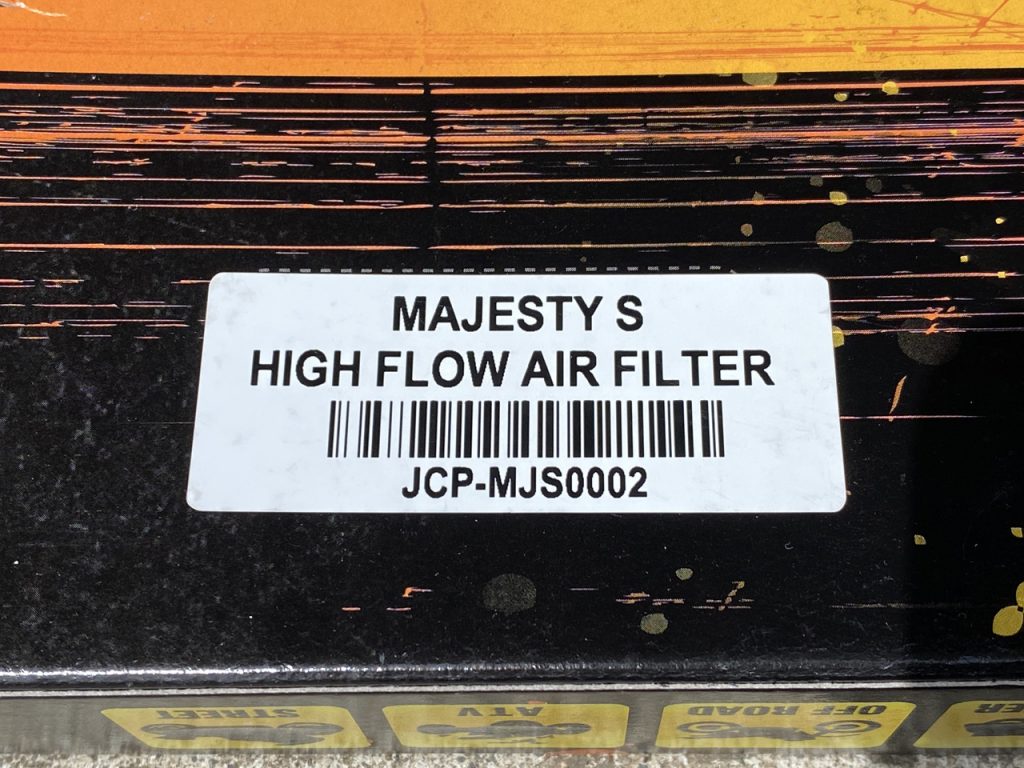 MAJESTY S
HIGH FLOW AIR FILTER
JCP-MJS0002
STREET
ATV
OFF ROAD